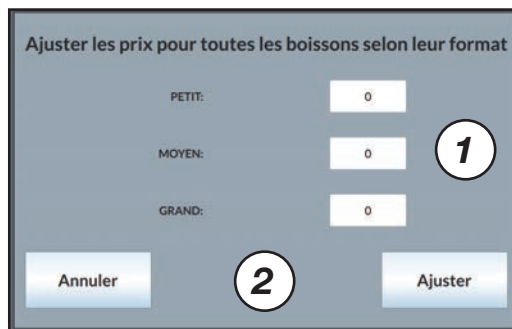 Ajuster les prix pour toutes les boissons selon leur format
PETIT: 0
MOYEN: 0
1
GRAND: 0
Annuler
2
Ajuster